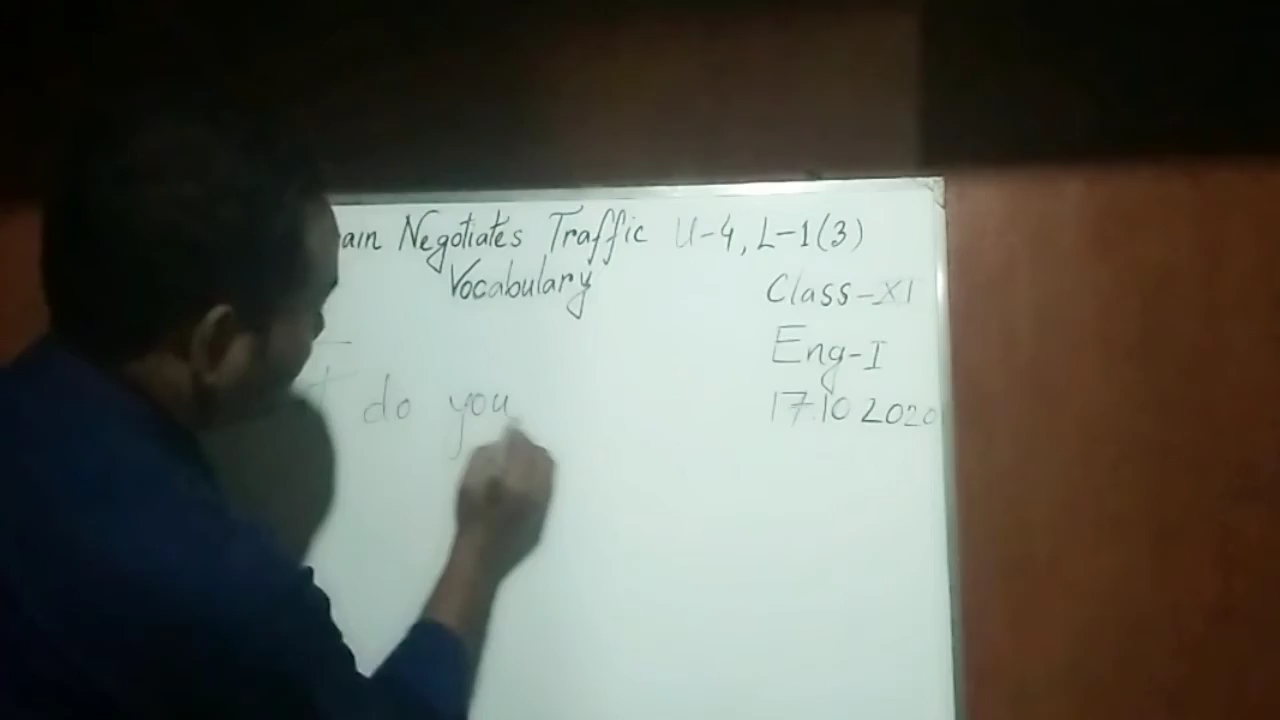 Negotiates Traffic U-4, L-1(3)
Vocabulary
Class-XI
Eng-I
do you
17.10 2020